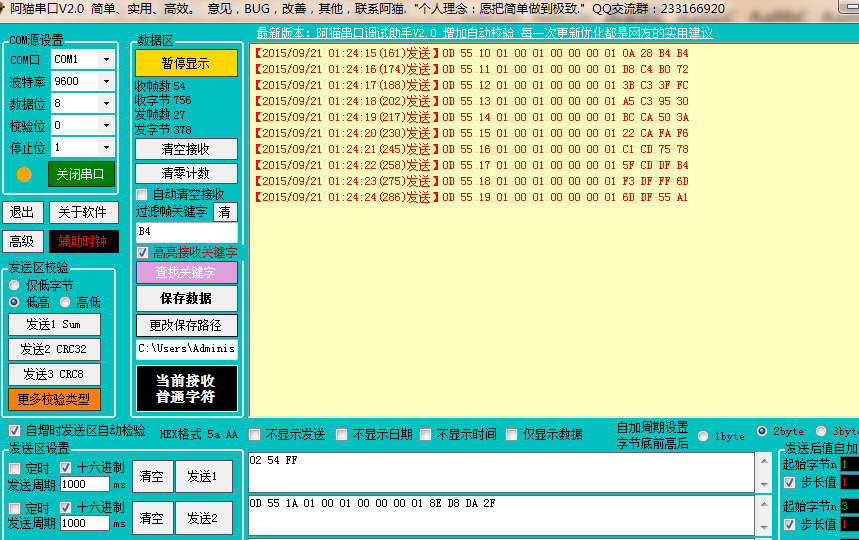 阿猫串口V2.0 简单、实用、高效。 意见，BUG，改善，其他，联系阿猫. "个人理念：愿把简单做到极致." QQ交流群：233166920
COM源设置
COM口 COM1
波特率 9600
数据位 8
校验位 0
停止位 1
关闭串口
退出 关于软件
高级 辅助时钟
发送区校验
仅低字节
低高 高低
发送1 Sum
发送2 CRC32
发送3 CRC8
更多校验类型
数据区
暂停显示
收帧数 54
收字节 756
发帧数 27
发字节 378
清空接收
清零计数
自动清空接收
过滤帧关键字 清
B4
高亮接收关键字
查找关键字
保存数据
更改保存路径
C:\Users\Adminis
当前接收
普通字符
最新版本：阿猫串口调试助手V2.0 增加自动校验 每一次更新优化都是网友的实用建议
【2015/09/21 01:24:15(161)发送】0D 55 10 01 00 01 00 00 00 01 0A 28 B4 B4
【2015/09/21 01:24:16(174)发送】0D 55 11 01 00 01 00 00 00 01 D8 C4 B0 72
【2015/09/21 01:24:17(188)发送】0D 55 12 01 00 01 00 00 00 01 3B C3 3F FC
【2015/09/21 01:24:18(202)发送】0D 55 13 01 00 01 00 00 00 01 A5 C3 95 30
【2015/09/21 01:24:19(217)发送】0D 55 14 01 00 01 00 00 00 01 BC CA 50 3A
【2015/09/21 01:24:20(230)发送】0D 55 15 01 00 01 00 00 00 01 22 CA FA F6
【2015/09/21 01:24:21(245)发送】0D 55 16 01 00 01 00 00 00 01 C1 CD 75 78
【2015/09/21 01:24:22(258)发送】0D 55 17 01 00 01 00 00 00 01 5F CD DF B4
【2015/09/21 01:24:23(275)发送】0D 55 18 01 00 01 00 00 00 01 F3 DF FF 6D
【2015/09/21 01:24:24(286)发送】0D 55 19 01 00 01 00 00 00 01 6D DF 55 A1
自增时发送区自动检验 HEX格式 5a AA 不显示发送 不显示日期 不显示时间 仅显示数据
自加周期设置
字节底前高后 1byte 2byte 3byte
发送区设置
定时 十六进制
发送周期 1000 ms
清空 发送1
02 54 FF
定时 十六进制
发送周期 1000 ms
清空 发送2
0D 55 1A 01 00 01 00 00 00 01 8E D8 DA 2F
发送后值自加
起始字节n 1
步长值 1
起始字节n 3
步长值 1